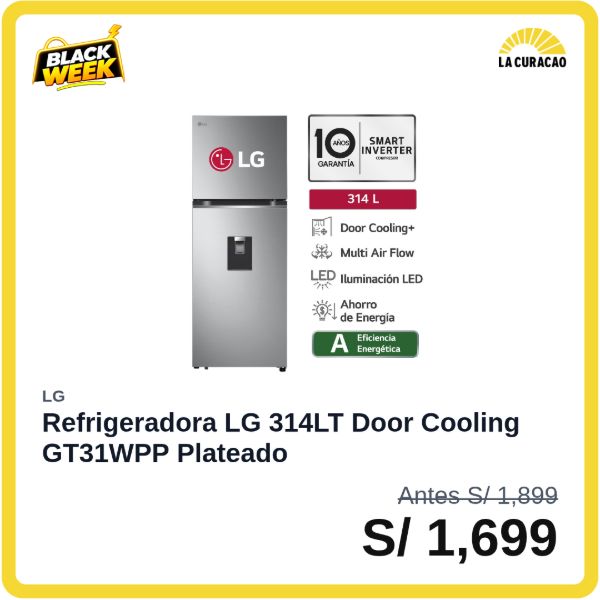 BLACK
WEEK
LA CURACAO
LG
10
AÑOS
GARANTÍA
SMART
INVERTER
COMPRESSOR
314 L
Door Cooling+
Multi Air Flow
LED Iluminación LED
Ahorro
de Energía
A Eficiencia
Energética
LG
Refrigeradora LG 314LT Door Cooling
GT31WPP Plateado
Antes S/ 1,899
S/ 1,699